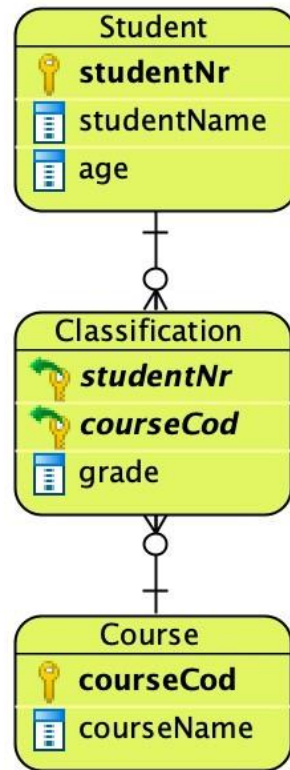 Student
studentNr
studentName
age
Classification
studentNr
courseCod
grade
Course
courseCod
courseName